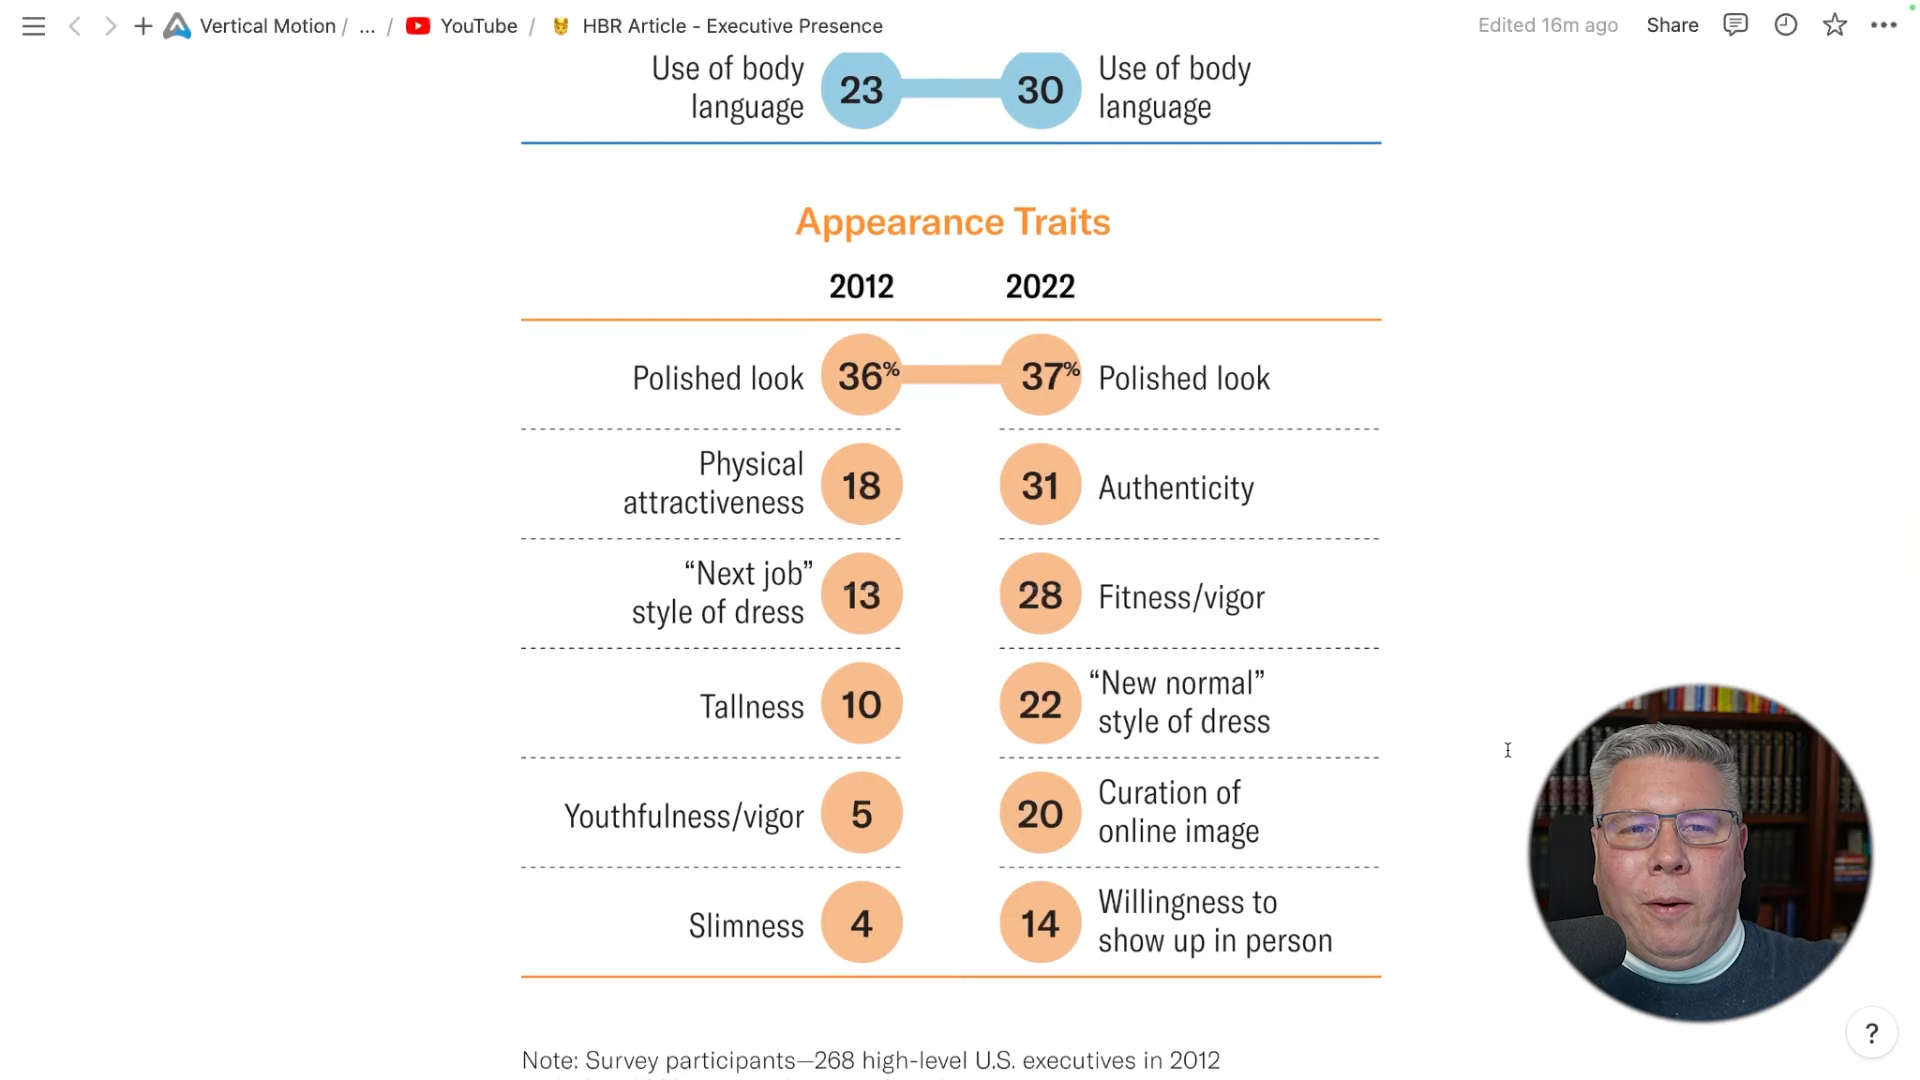 Vertical Motion / ... / YouTube / HBR Article - Executive Presence
Edited 16m ago Share
Use of body
language
23
30
Use of body
language
Appearance Traits
2012 2022
Polished look 36% 37% Polished look
Physical
attractiveness
18
31 Authenticity
“Next job”
style of dress
13
28 Fitness/vigor
Tallness 10
22
“New normal”
style of dress
Youthfulness/vigor 5
20
Curation of
online image
Slimness 4
14
Willingness to
show up in person
Note: Survey participants—268 high-level U.S. executives in 2012
?